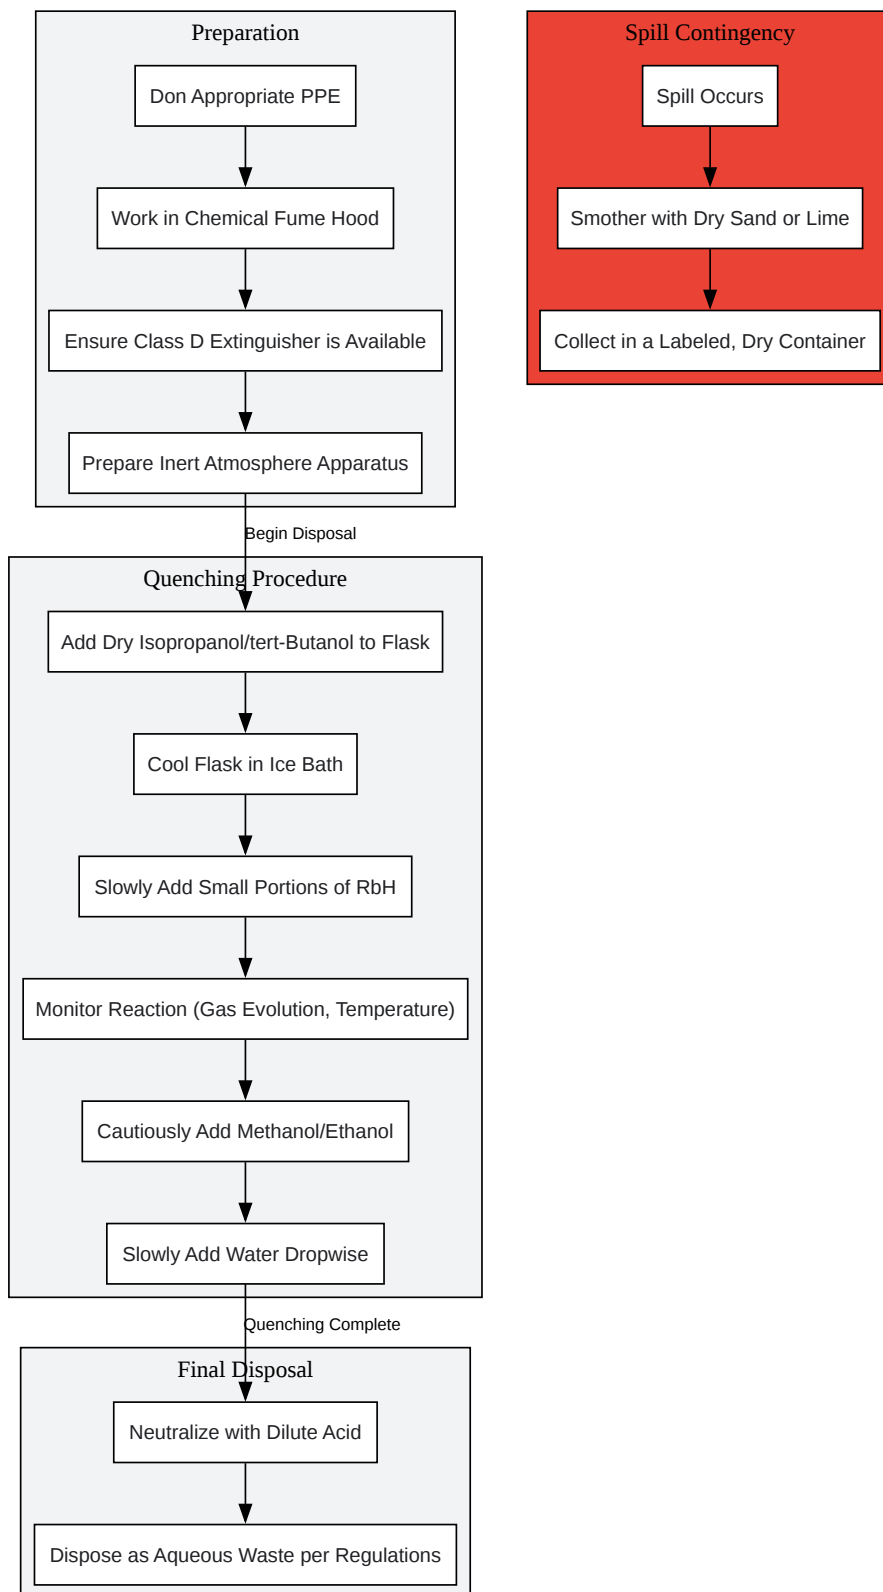 Preparation
Don Appropriate PPE
Work in Chemical Fume Hood
Ensure Class D Extinguisher is Available
Prepare Inert Atmosphere Apparatus
Begin Disposal
Quenching Procedure
Add Dry Isopropanol/tert-Butanol to Flask
Cool Flask in Ice Bath
Slowly Add Small Portions of RbH
Monitor Reaction (Gas Evolution, Temperature)
Cautiously Add Methanol/Ethanol
Slowly Add Water Dropwise
Quenching Complete
Final Disposal
Neutralize with Dilute Acid
Dispose as Aqueous Waste per Regulations
Spill Contingency
Spill Occurs
Smother with Dry Sand or Lime
Collect in a Labeled, Dry Container